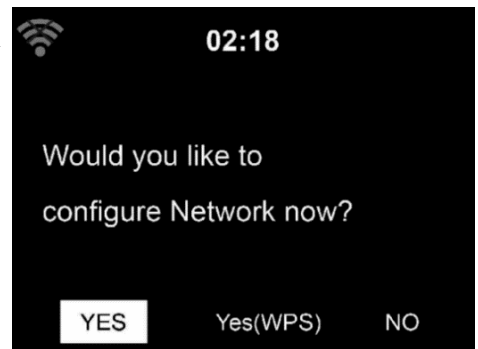 02:18
Would you like to
configure Network now?
YES Yes(WPS) NO